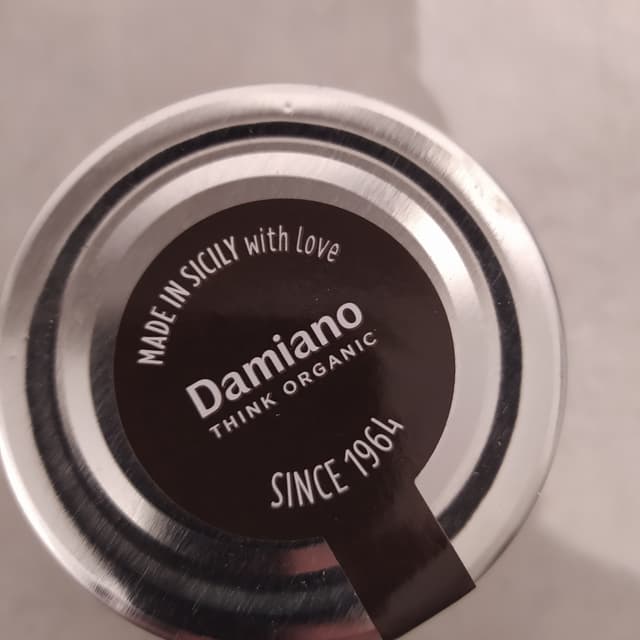 MADE IN SICILY with Love
Damiano
THINK ORGANIC
SINCE 1964